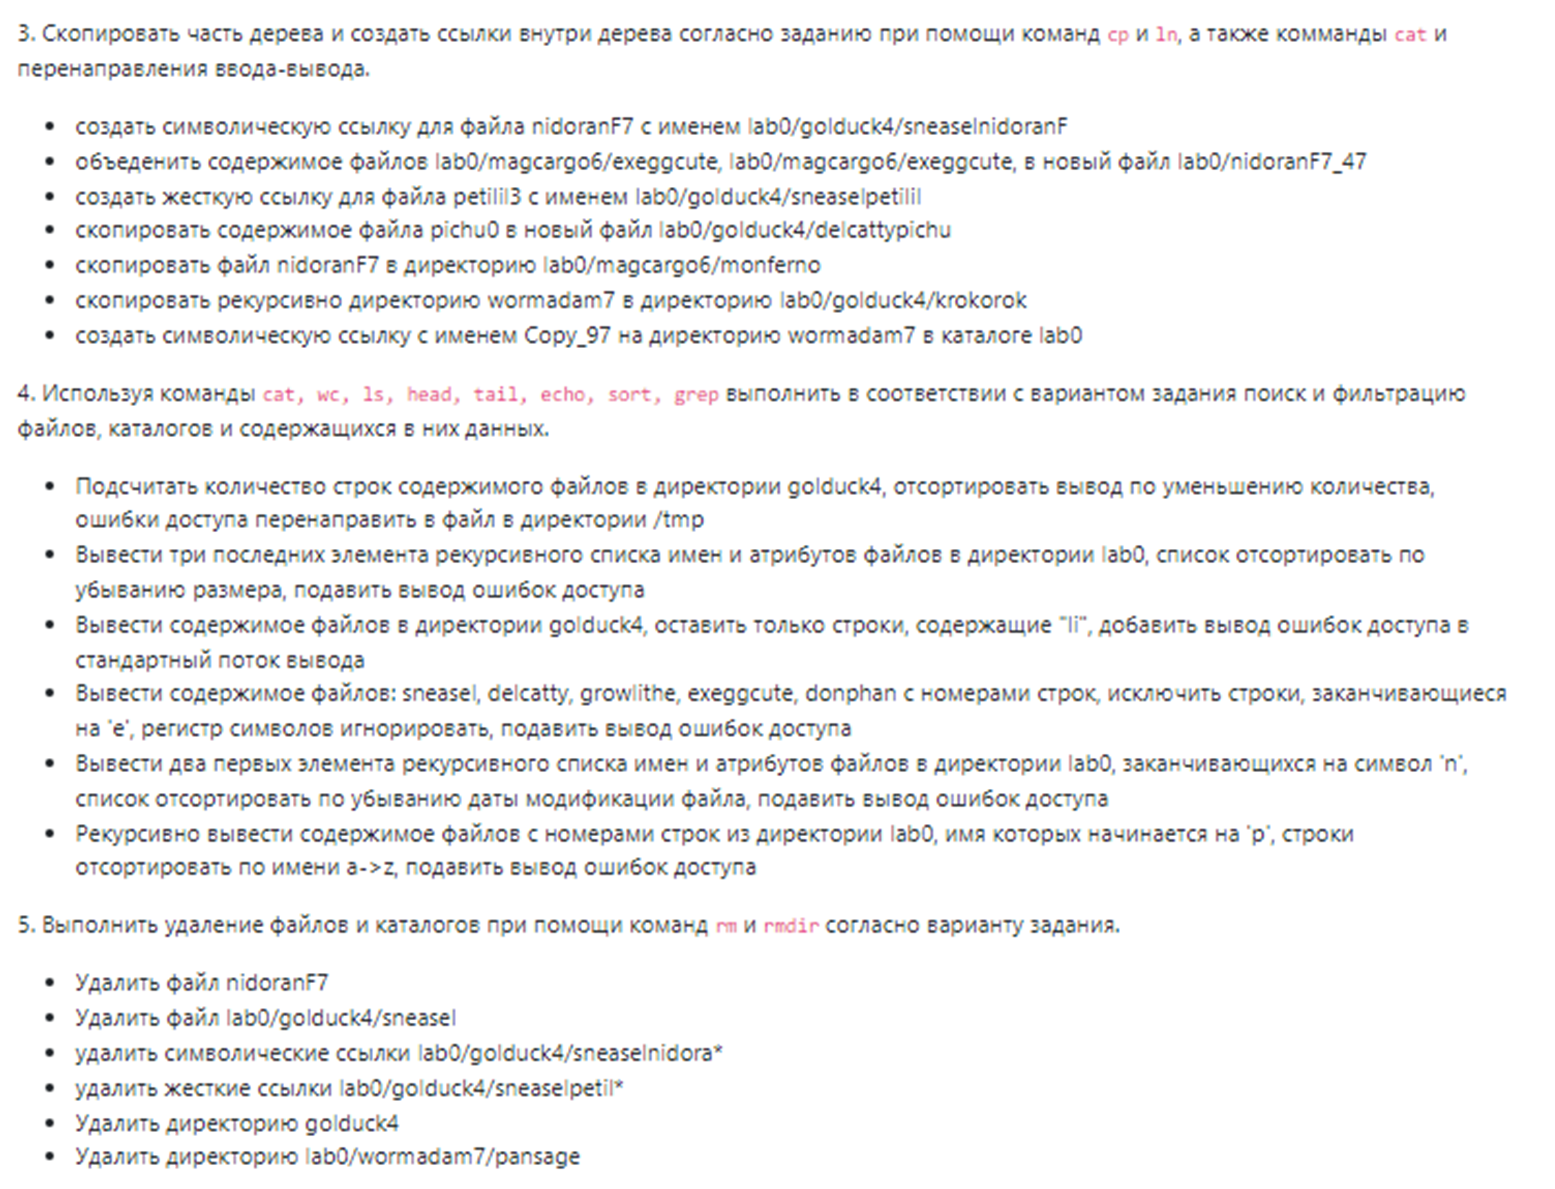 3. Скопировать часть дерева и создать ссылки внутри дерева согласно заданию при помощи команд cp и ln, а также комманды cat и
перенаправления ввода-вывода.
• создать символическую ссылку для файла nidoranF7 с именем lab0/golduck4/sneaselnidoranF
• объеденить содержимое файлов lab0/magcargo6/exeggcute, lab0/magcargo6/exeggcute, в новый файл lab0/nidoranF7_47
• создать жесткую ссылку для файла petilil3 с именем lab0/golduck4/sneaselpetilil
• скопировать содержимое файла pichu0 в новый файл lab0/golduck4/delcattypichu
• скопировать файл nidoranF7 в директорию lab0/magcargo6/monferno
• скопировать рекурсивно директорию wormadam7 в директорию lab0/golduck4/krokorok
• создать символическую ссылку с именем Copy_97 на директорию wormadam7 в каталоге lab0
4. Используя команды cat, wc, ls, head, tail, echo, sort, grep выполнить в соответствии с вариантом задания поиск и фильтрацию
файлов, каталогов и содержащихся в них данных.
• Подсчитать количество строк содержимого файлов в директории golduck4, отсортировать вывод по уменьшению количества,
ошибки доступа перенаправить в файл в директории /tmp
• Вывести три последних элемента рекурсивного списка имен и атрибутов файлов в директории lab0, список отсортировать по
убыванию размера, подавить вывод ошибок доступа
• Вывести содержимое файлов в директории golduck4, оставить только строки, содержащие "li", добавить вывод ошибок доступа в
стандартный поток вывода
• Вывести содержимое файлов: sneasel, delcatty, growlithe, exeggcute, donphan с номерами строк, исключить строки, заканчивающиеся
на 'e', регистр символов игнорировать, подавить вывод ошибок доступа
• Вывести два первых элемента рекурсивного списка имен и атрибутов файлов в директории lab0, заканчивающихся на символ 'n',
список отсортировать по убыванию даты модификации файла, подавить вывод ошибок доступа
• Рекурсивно вывести содержимое файлов с номерами строк из директории lab0, имя которых начинается на 'p', строки
отсортировать по имени a->z, подавить вывод ошибок доступа
5. Выполнить удаление файлов и каталогов при помощи команд rm и rmdir согласно варианту задания.
• Удалить файл nidoranF7
• Удалить файл lab0/golduck4/sneasel
• удалить символические ссылки lab0/golduck4/sneaselnidora*
• удалить жесткие ссылки lab0/golduck4/sneaselpetil*
• Удалить директорию golduck4
• Удалить директорию lab0/wormadam7/pansage